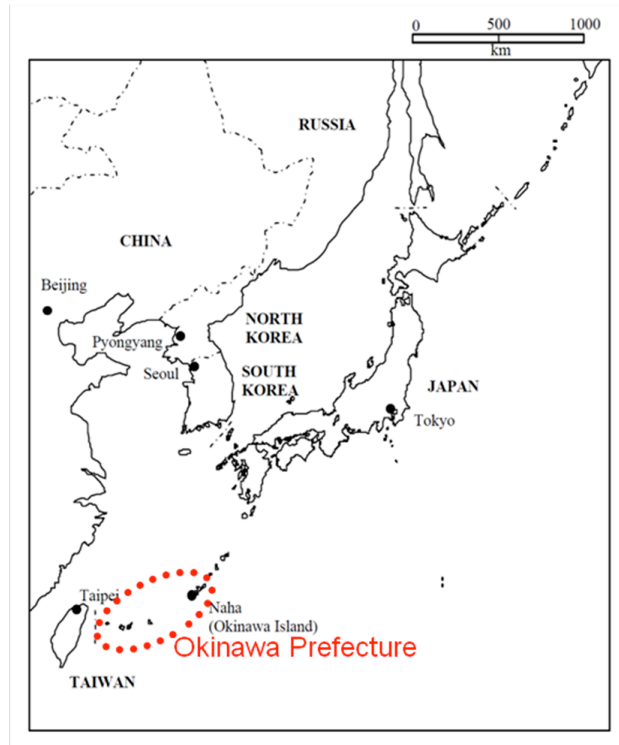 0 500 1000
km
RUSSIA
CHINA
Beijing
NORTH
KOREA
Pyongyang
Seoul
SOUTH
KOREA
JAPAN
Tokyo
Taipei
Naha
(Okinawa Island)
Okinawa Prefecture
TAIWAN